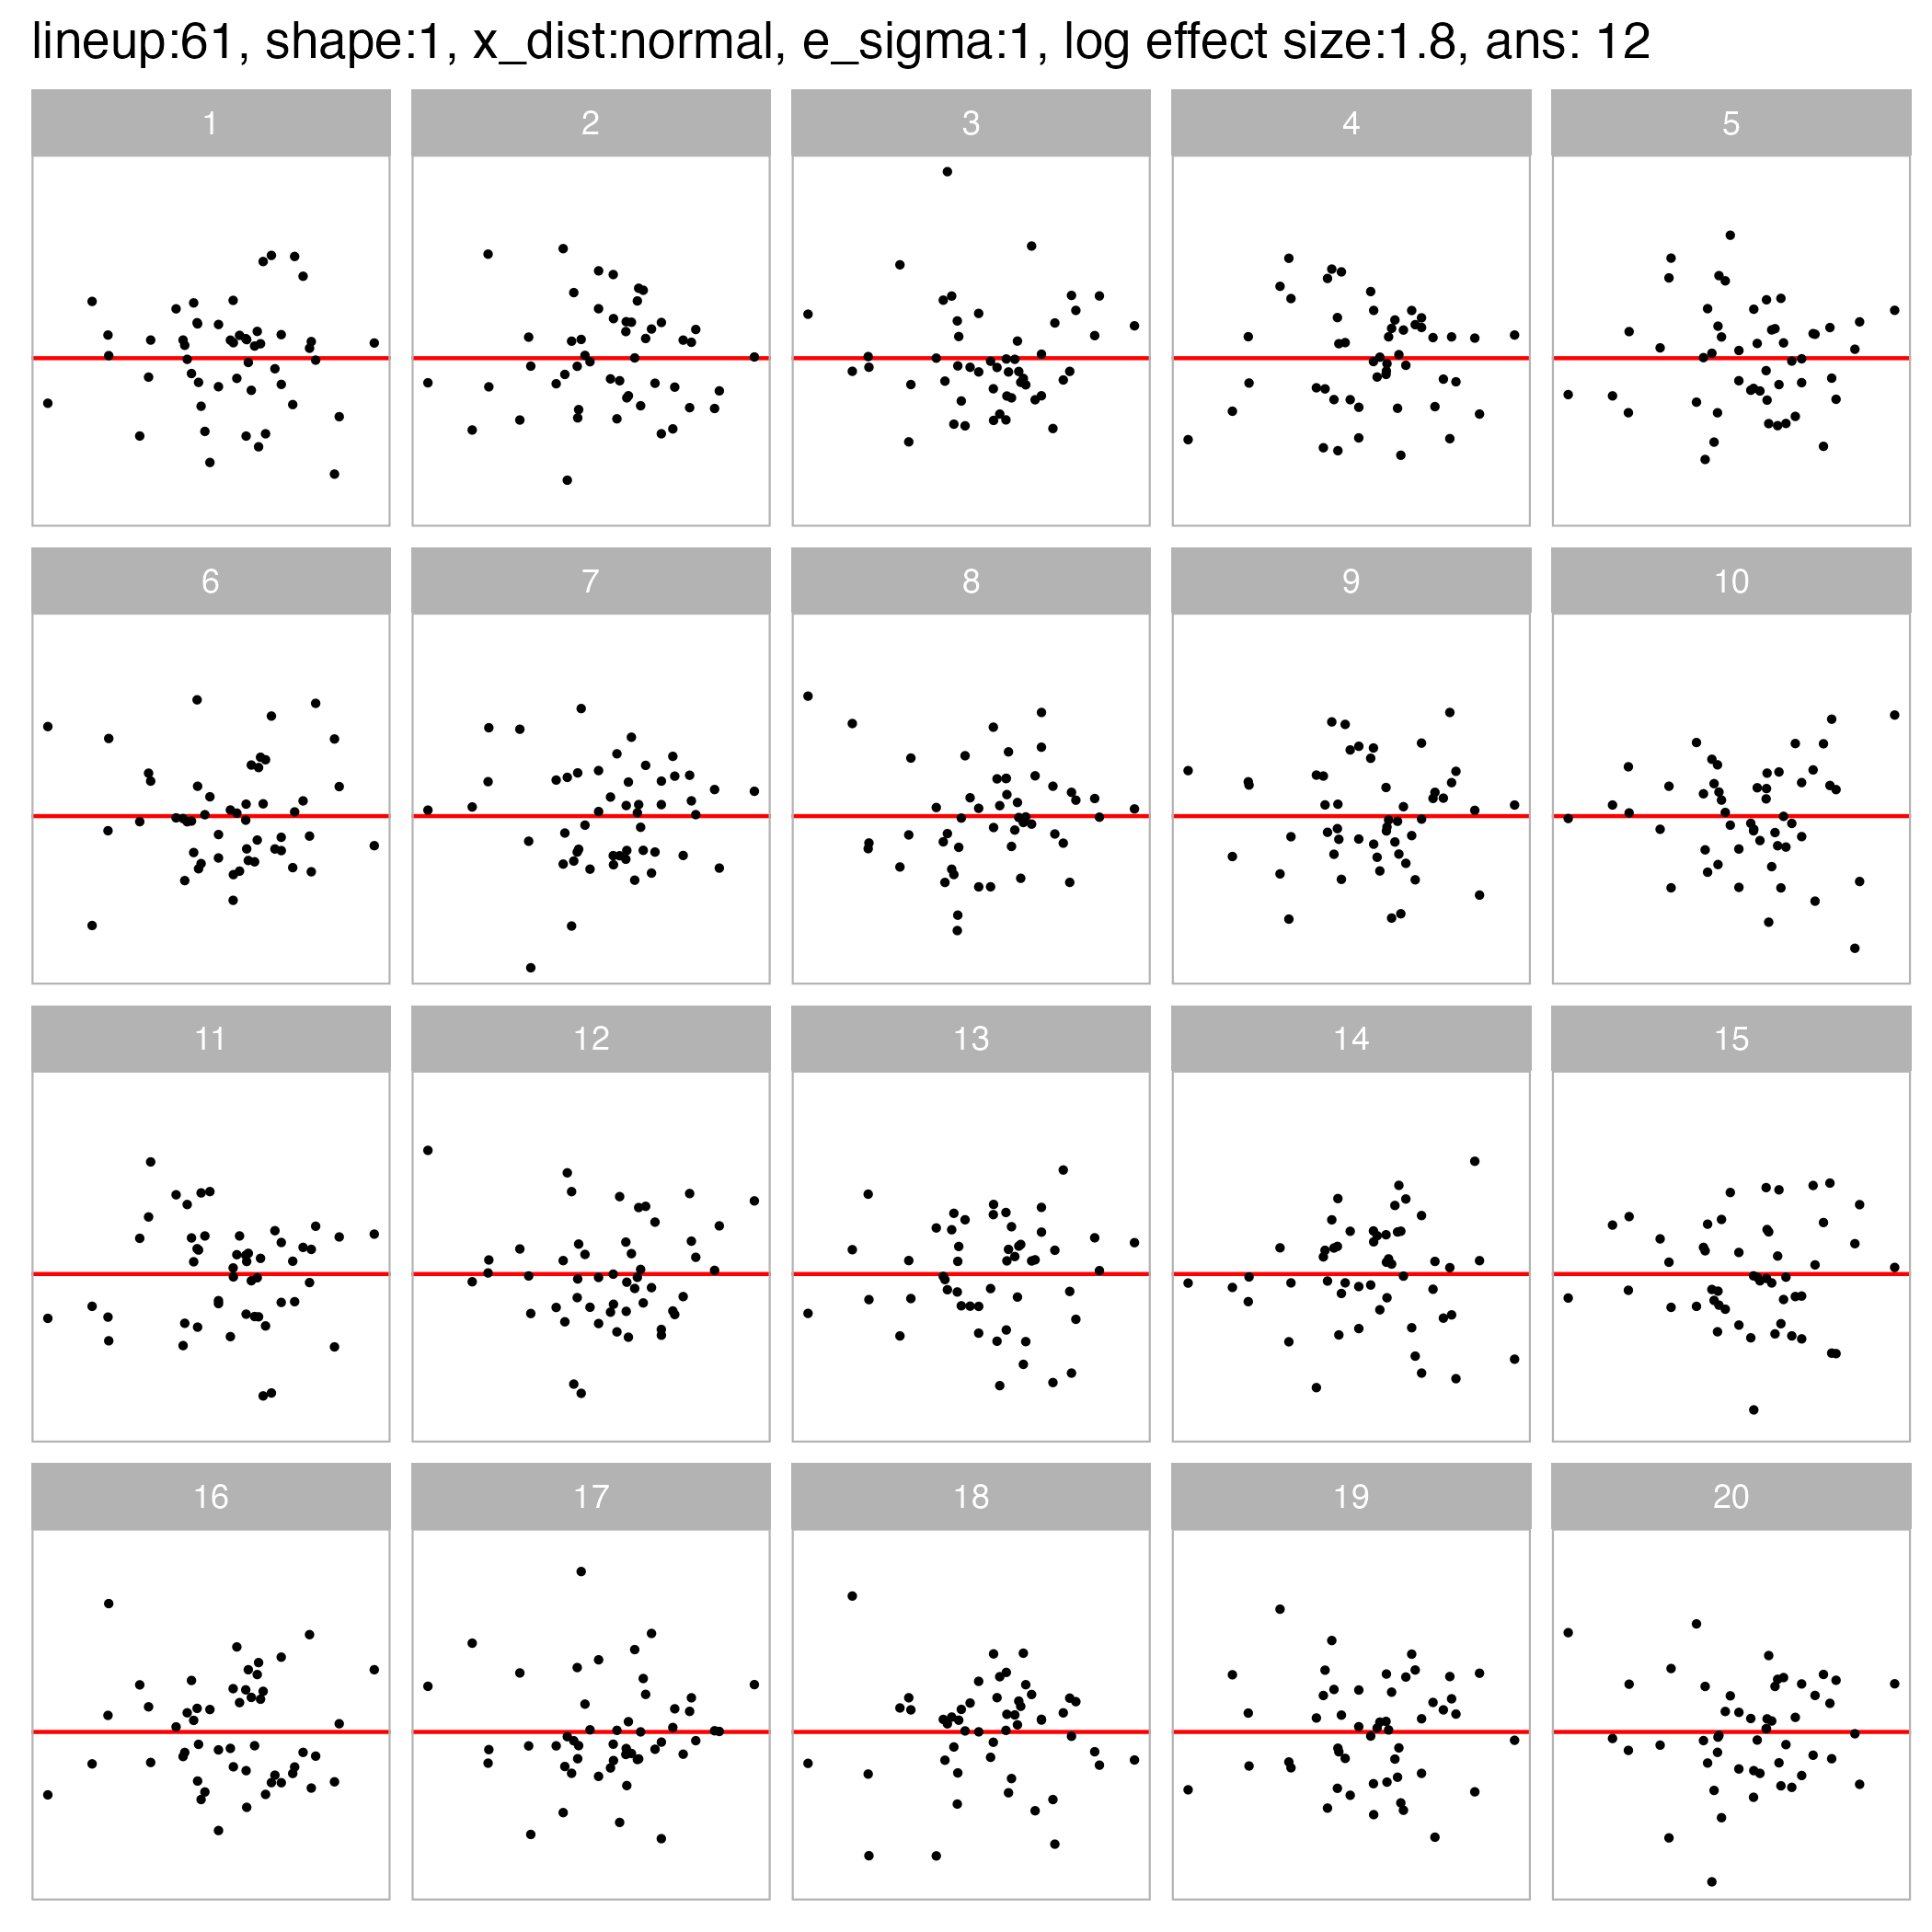 lineup:61, shape:1, x_dist:normal, e_sigma:1, log effect size:1.8, ans: 12
1 2 3 4 5
6 7 8 9 10
11 12 13 14 15
16 17 18 19 20